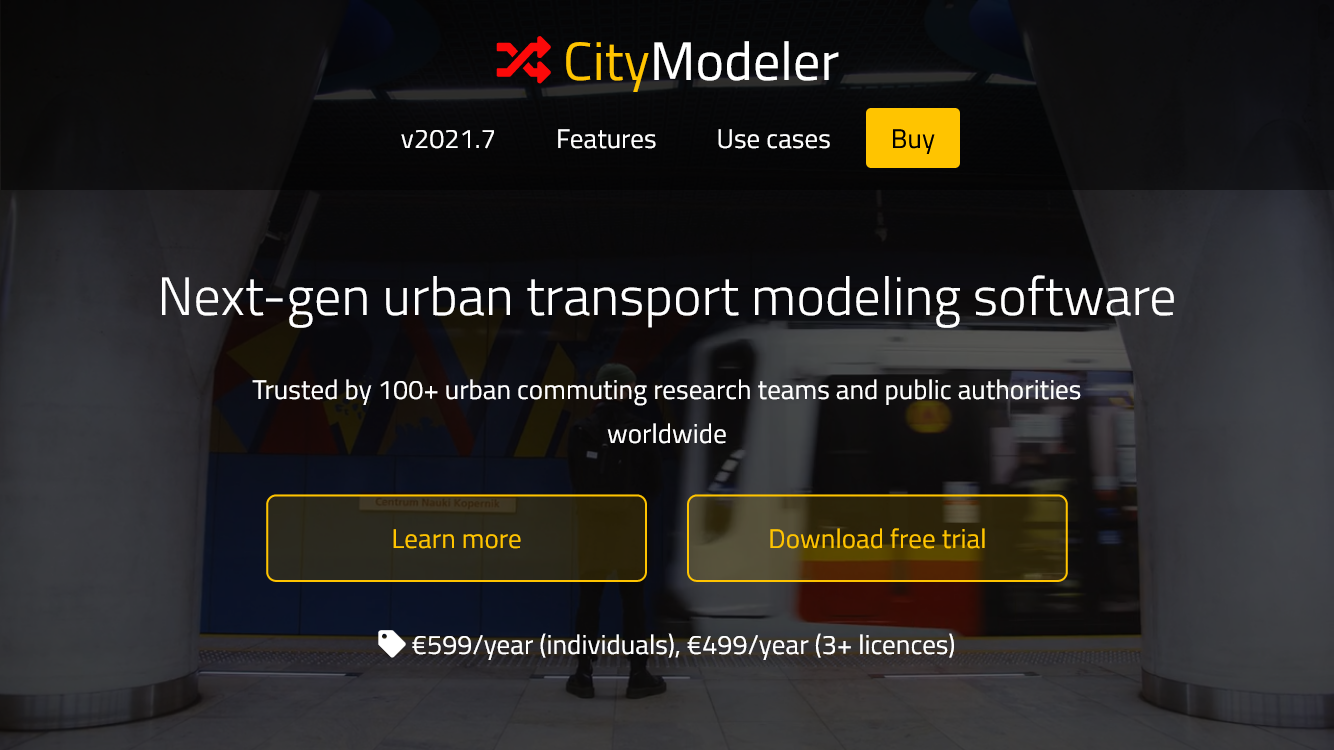 CityModeler
v2021.7 Features Use cases Buy
Next-gen urban transport modeling software
Trusted by 100+ urban commuting research teams and public authorities
worldwide
Centrum Nauki Kopernik
Learn more Download free trial
€599/year (individuals), €499/year (3+ licences)